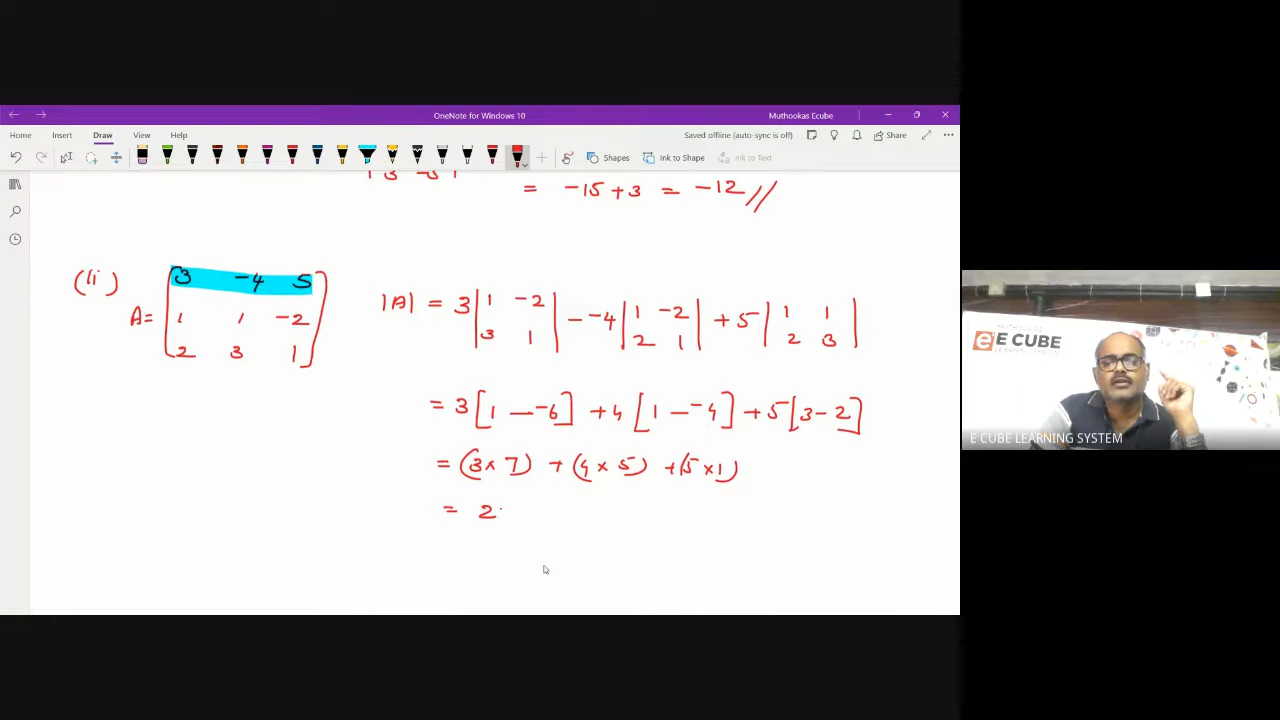 OneNote for Windows 10
Muthookas Ecube
Home Insert Draw View Help
Saved offline (auto-sync is off)
Share
Shapes
Ink to Shape
Ink to Text
= -15 + 3 = -12 //
(ii)
A = [ 3 -4 5
1 1 -2
2 3 1 ]
|A| = 3 | 1 -2 | - -4 | 1 -2 | + 5 | 1 1 |
| 3 1 | | 2 1 | | 2 3 |
= 3 [ 1 - -6 ] + 4 [ 1 - -4 ] + 5 [ 3 - 2 ]
= (3 × 7) + (4 × 5) + (5 × 1)
= 2
MUTHOOKAS
e E CUBE
LEARNING SYSTEM
E CUBE LEARNING SYSTEM